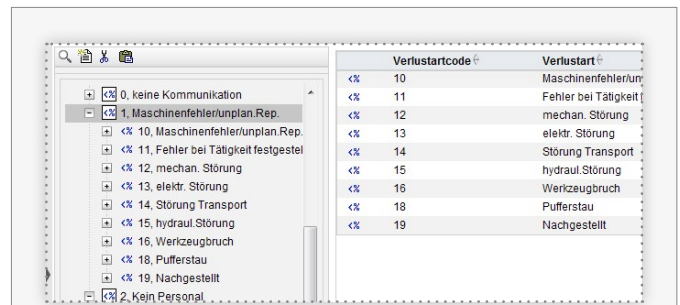 0, keine Kommunikation
1, Maschinenfehler/unplan.Rep.
10, Maschinenfehler/unplan.Rep.
11, Fehler bei Tätigkeit festgestel
12, mechan. Störung
13, elektr. Störung
14, Störung Transport
15, hydraul.Störung
16, Werkzeugbruch
18, Pufferstau
19, Nachgestellt
2, Kein Personal
Verlustartcode Verlustart
10 Maschinenfehler/un
11 Fehler bei Tätigkeit
12 mechan. Störung
13 elektr. Störung
14 Störung Transport
15 hydraul.Störung
16 Werkzeugbruch
18 Pufferstau
19 Nachgestellt